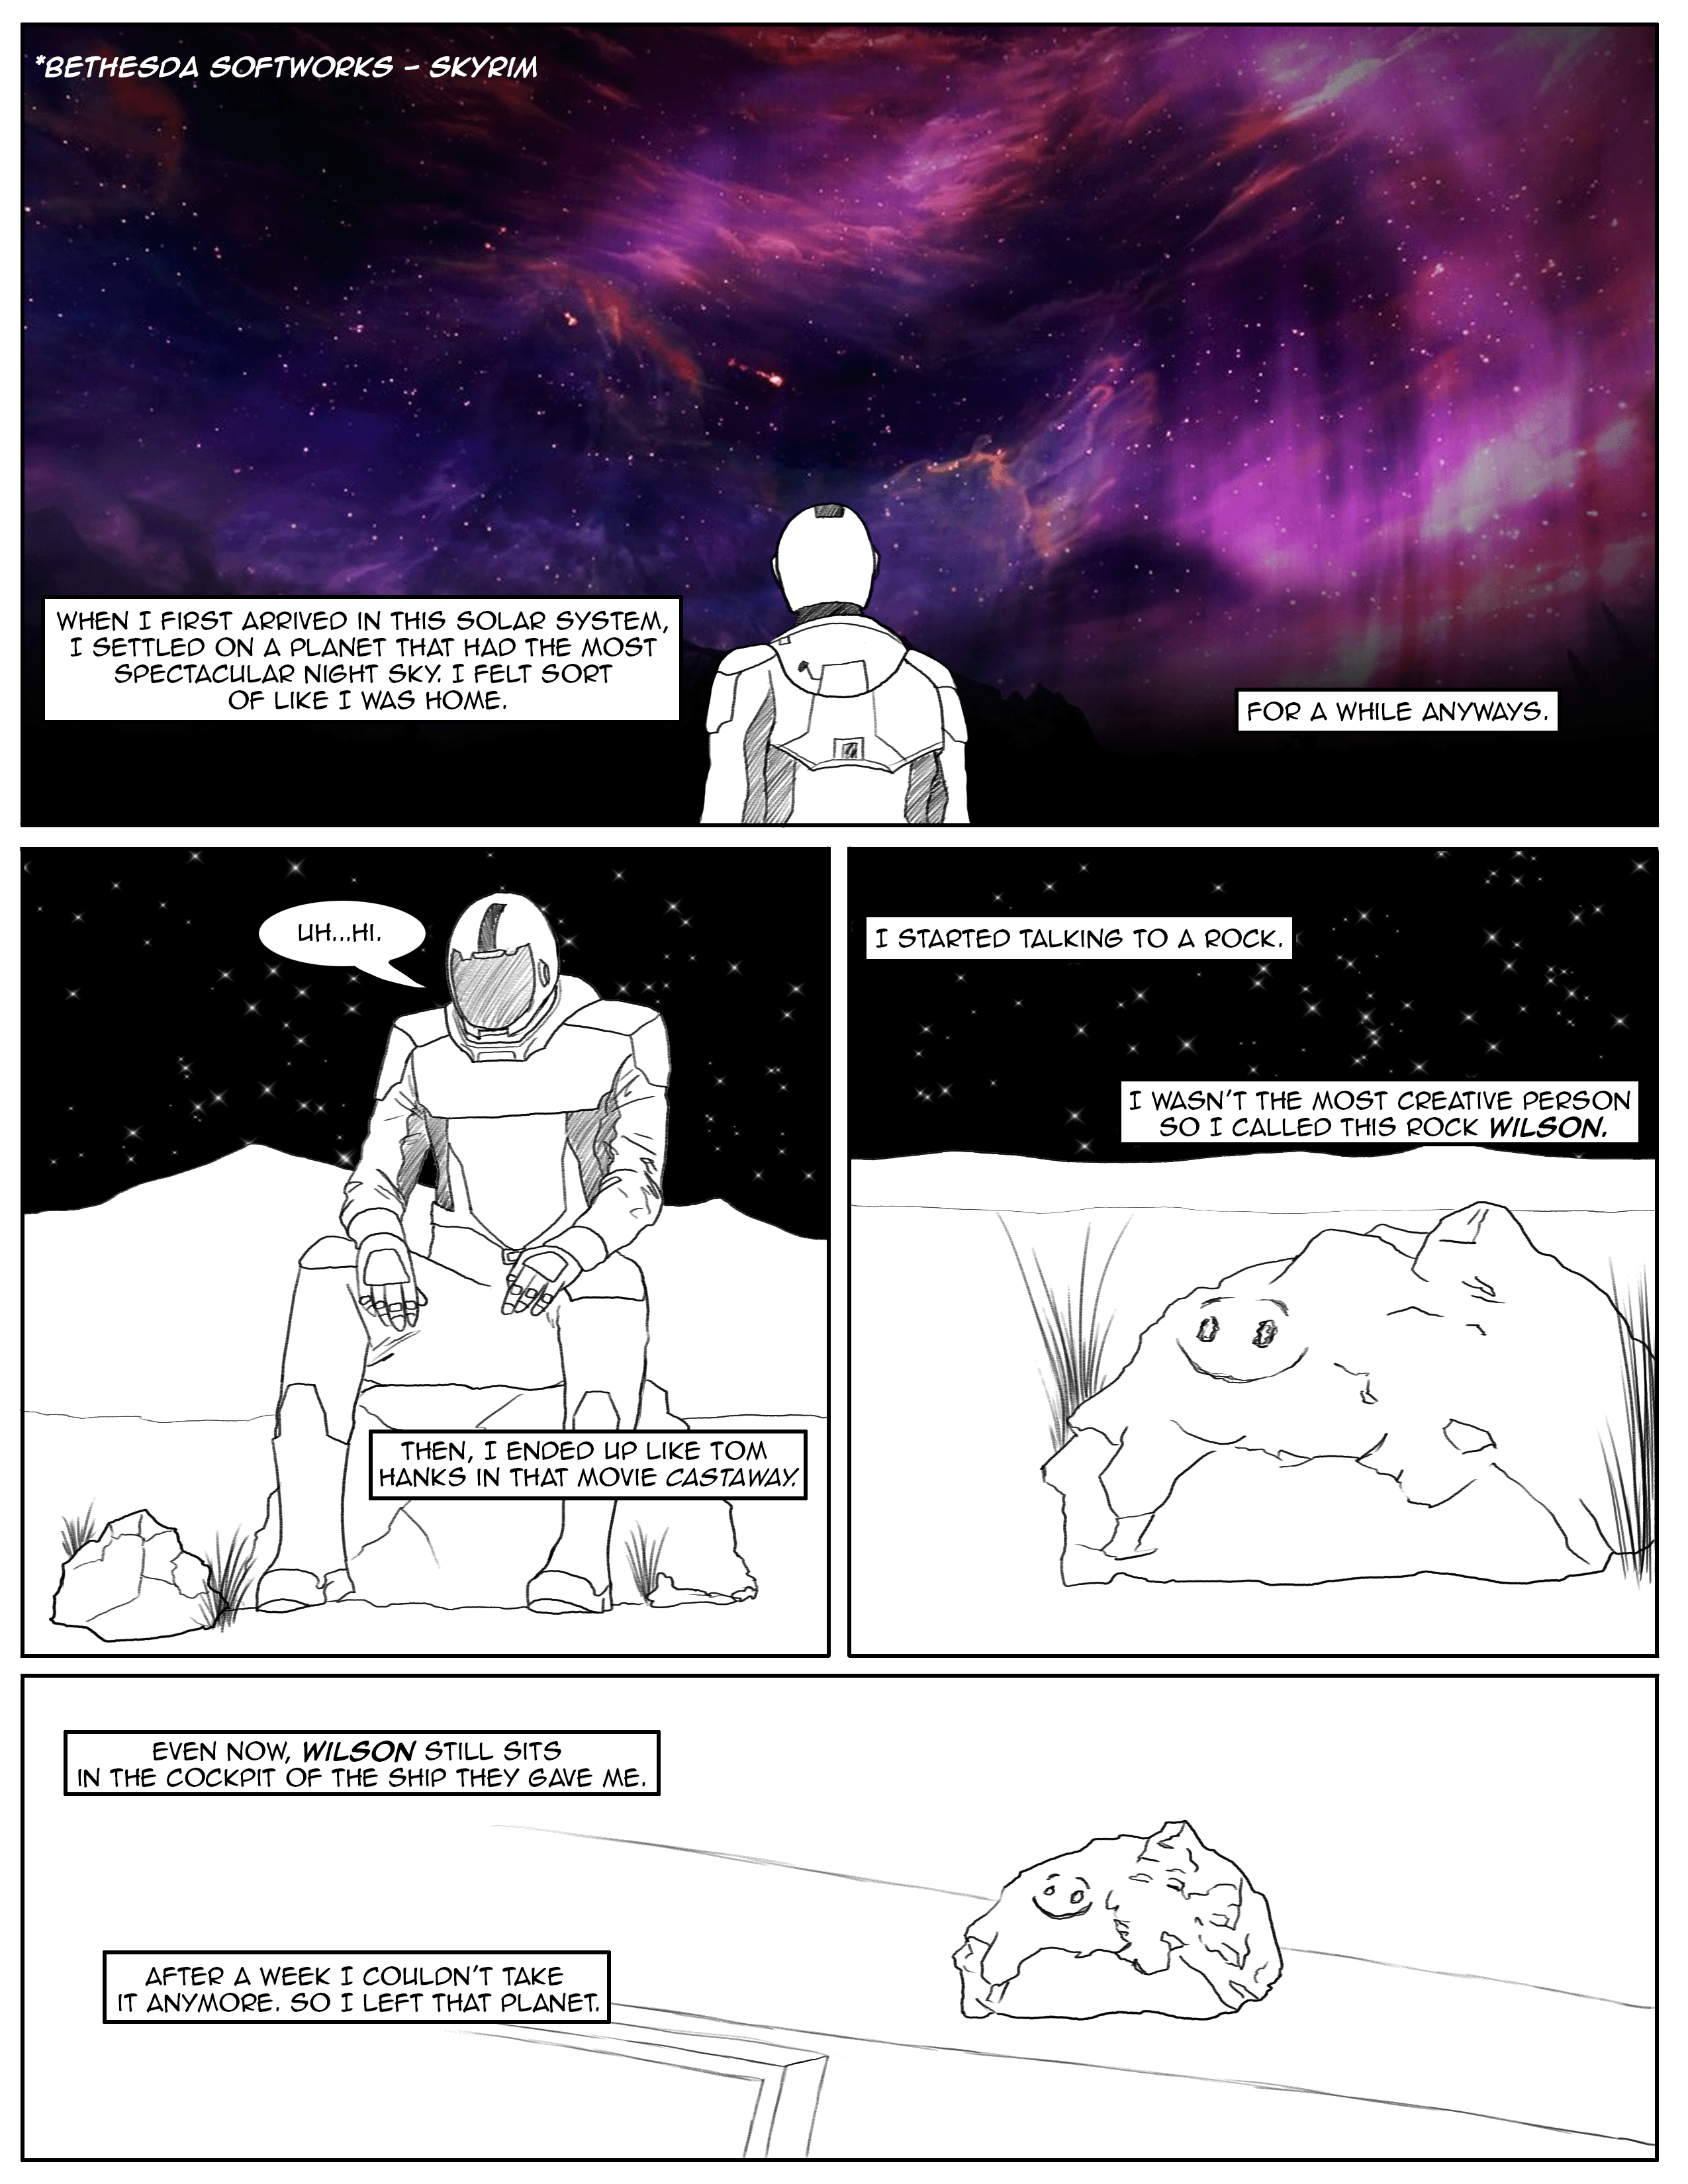 *BETHESDA SOFTWORKS - SKYRIM
WHEN I FIRST ARRIVED IN THIS SOLAR SYSTEM,
I SETTLED ON A PLANET THAT HAD THE MOST
SPECTACULAR NIGHT SKY. I FELT SORT
OF LIKE I WAS HOME.
FOR A WHILE ANYWAYS.
UH...HI.
THEN, I ENDED UP LIKE TOM
HANKS IN THAT MOVIE CASTAWAY.
I STARTED TALKING TO A ROCK.
I WASN'T THE MOST CREATIVE PERSON
SO I CALLED THIS ROCK WILSON.
EVEN NOW, WILSON STILL SITS
IN THE COCKPIT OF THE SHIP THEY GAVE ME.
AFTER A WEEK I COULDN'T TAKE
IT ANYMORE. SO I LEFT THAT PLANET.